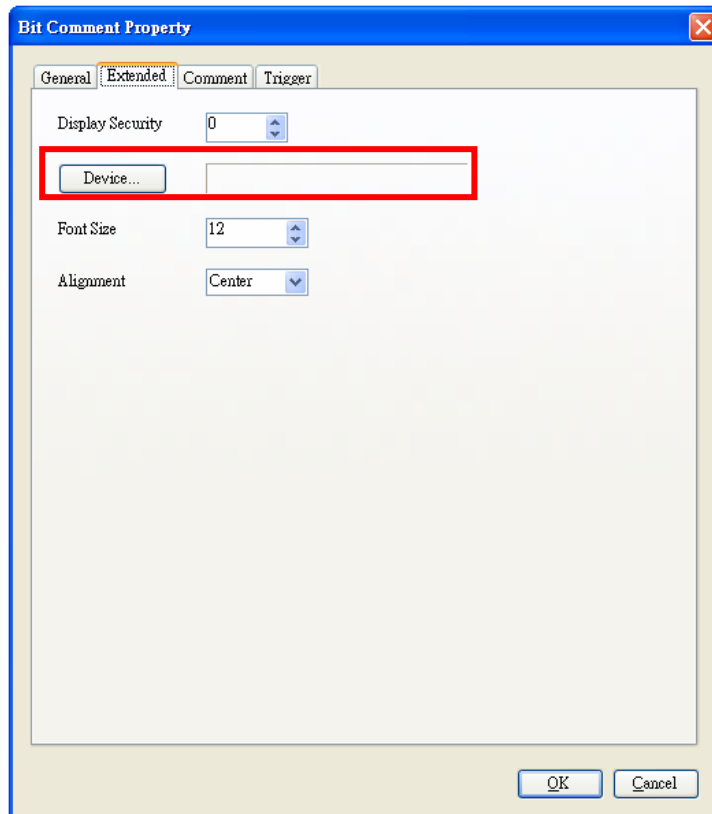 Bit Comment Property
General Extended Comment Trigger
Display Security 0
Device...
Font Size 12
Alignment Center
OK Cancel